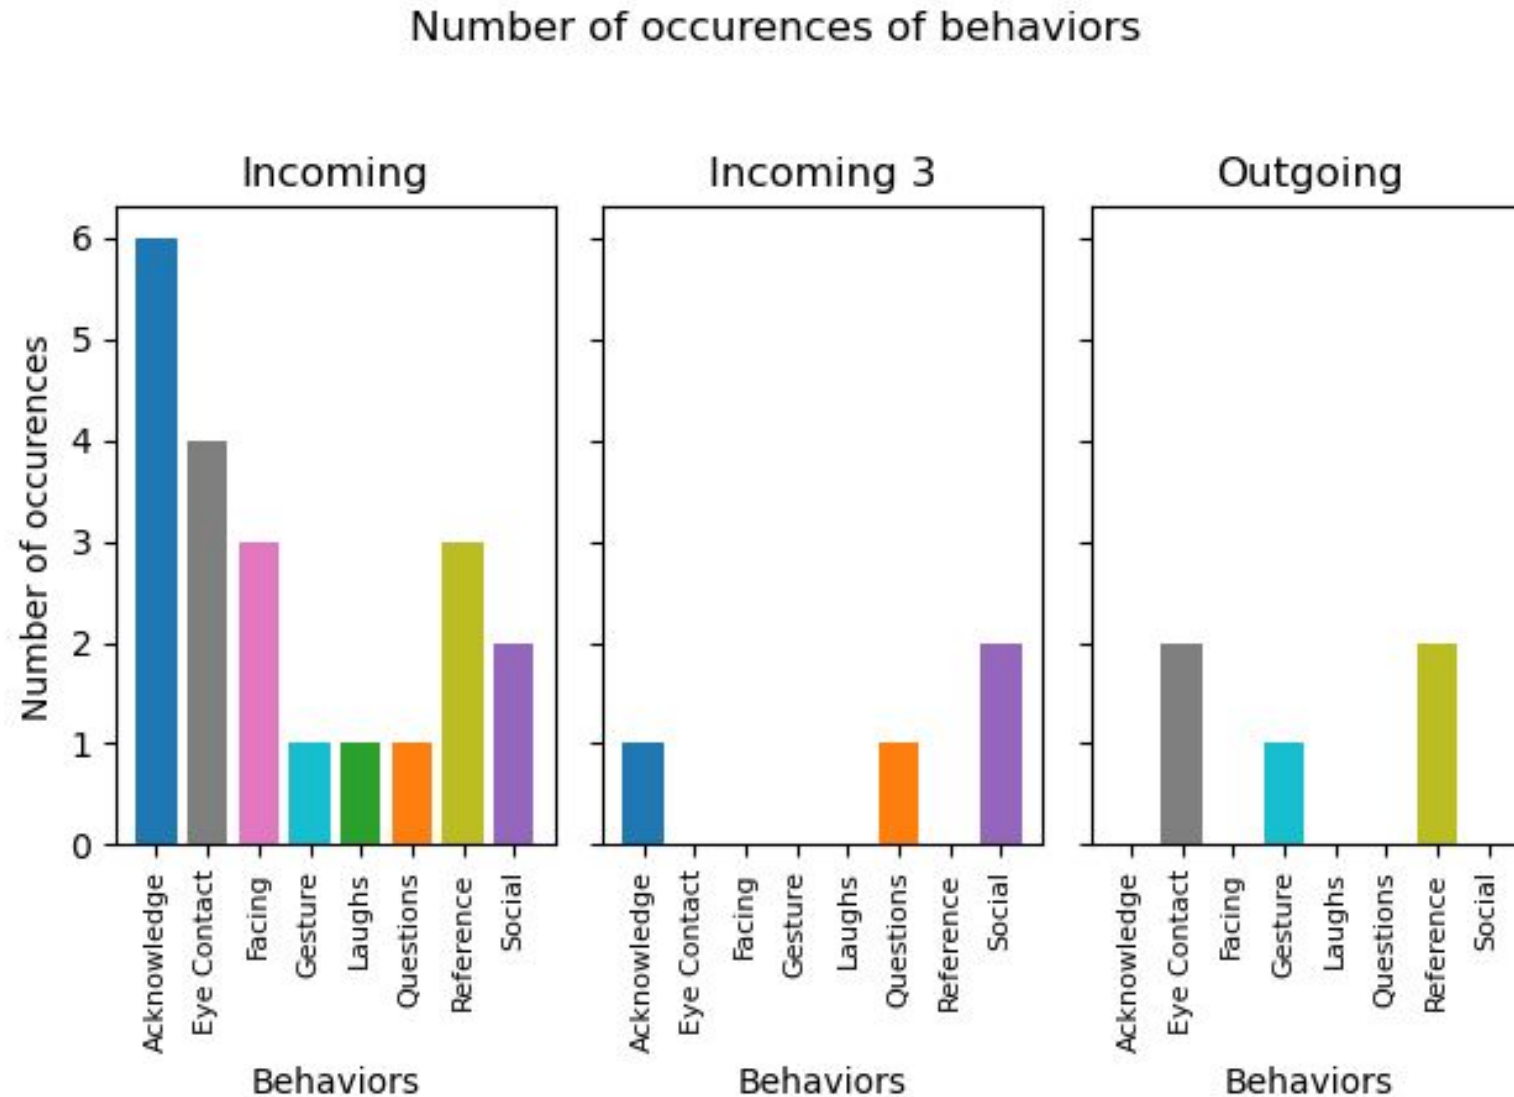 Number of occurences of behaviors
Incoming
Incoming 3
Outgoing
Number of occurences
6
5
4
3
2
1
0
Acknowledge
Eye Contact
Facing
Gesture
Laughs
Questions
Reference
Social
Acknowledge
Eye Contact
Facing
Gesture
Laughs
Questions
Reference
Social
Acknowledge
Eye Contact
Facing
Gesture
Laughs
Questions
Reference
Social
Behaviors
Behaviors
Behaviors